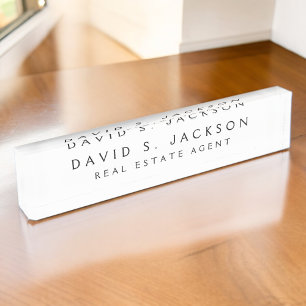 DAVID S. JACKSON
REAL ESTATE AGENT